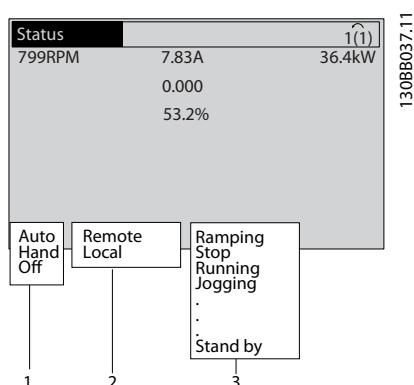 Status 1(1)
799RPM 7.83A 36.4kW
0.000
53.2%
Auto
Hand
Off
Remote
Local
Ramping
Stop
Running
Jogging
.
.
.
Stand by
1 2 3
130BB037.11